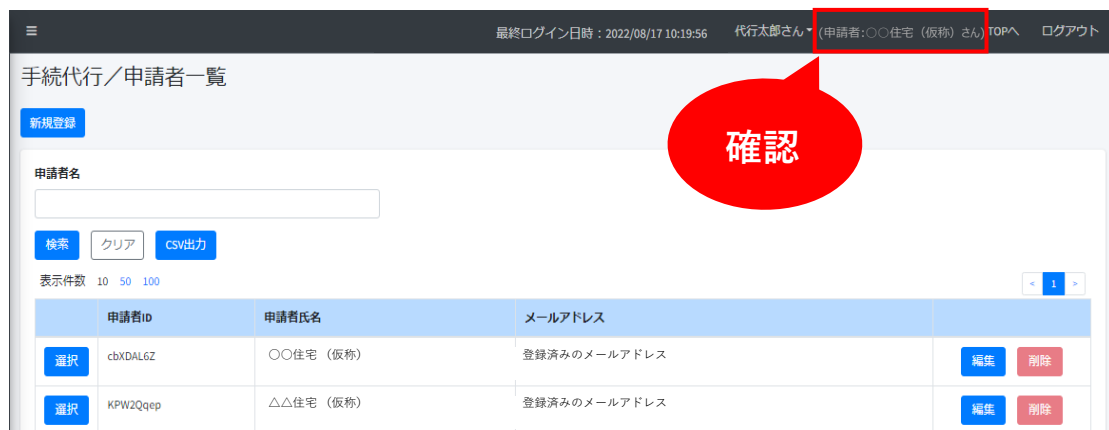 ≡ 最終ログイン日時：2022/08/17 10:19:56 代行太郎さん▼ (申請者:〇〇住宅（仮称）さん) TOPへ ログアウト
手続代行／申請者一覧
新規登録
確認
申請者名
検索 クリア CSV出力
表示件数 10 50 100 < 1 >
申請者ID 申請者氏名 メールアドレス
選択 cbXDAL6Z 〇〇住宅（仮称） 登録済みのメールアドレス 編集 削除
選択 KPW2Qqep △△住宅（仮称） 登録済みのメールアドレス 編集 削除